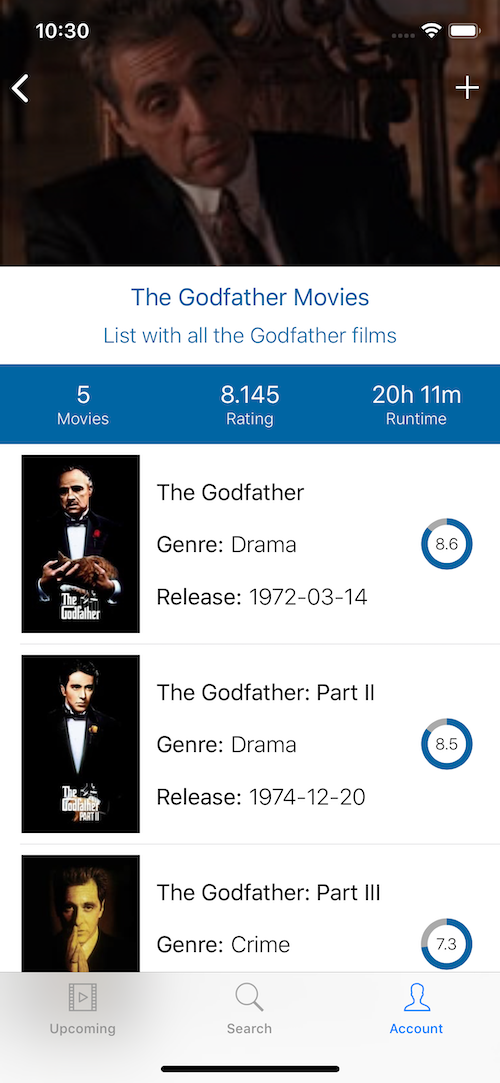 10:30
The Godfather Movies
List with all the Godfather films
5
Movies
8.145
Rating
20h 11m
Runtime
The Godfather
Genre: Drama
8.6
Release: 1972-03-14
The
Godfather
The Godfather: Part II
Genre: Drama
8.5
Release: 1974-12-20
The
Godfather
PART II
The Godfather: Part III
Genre: Crime
7.3
Upcoming
Search
Account